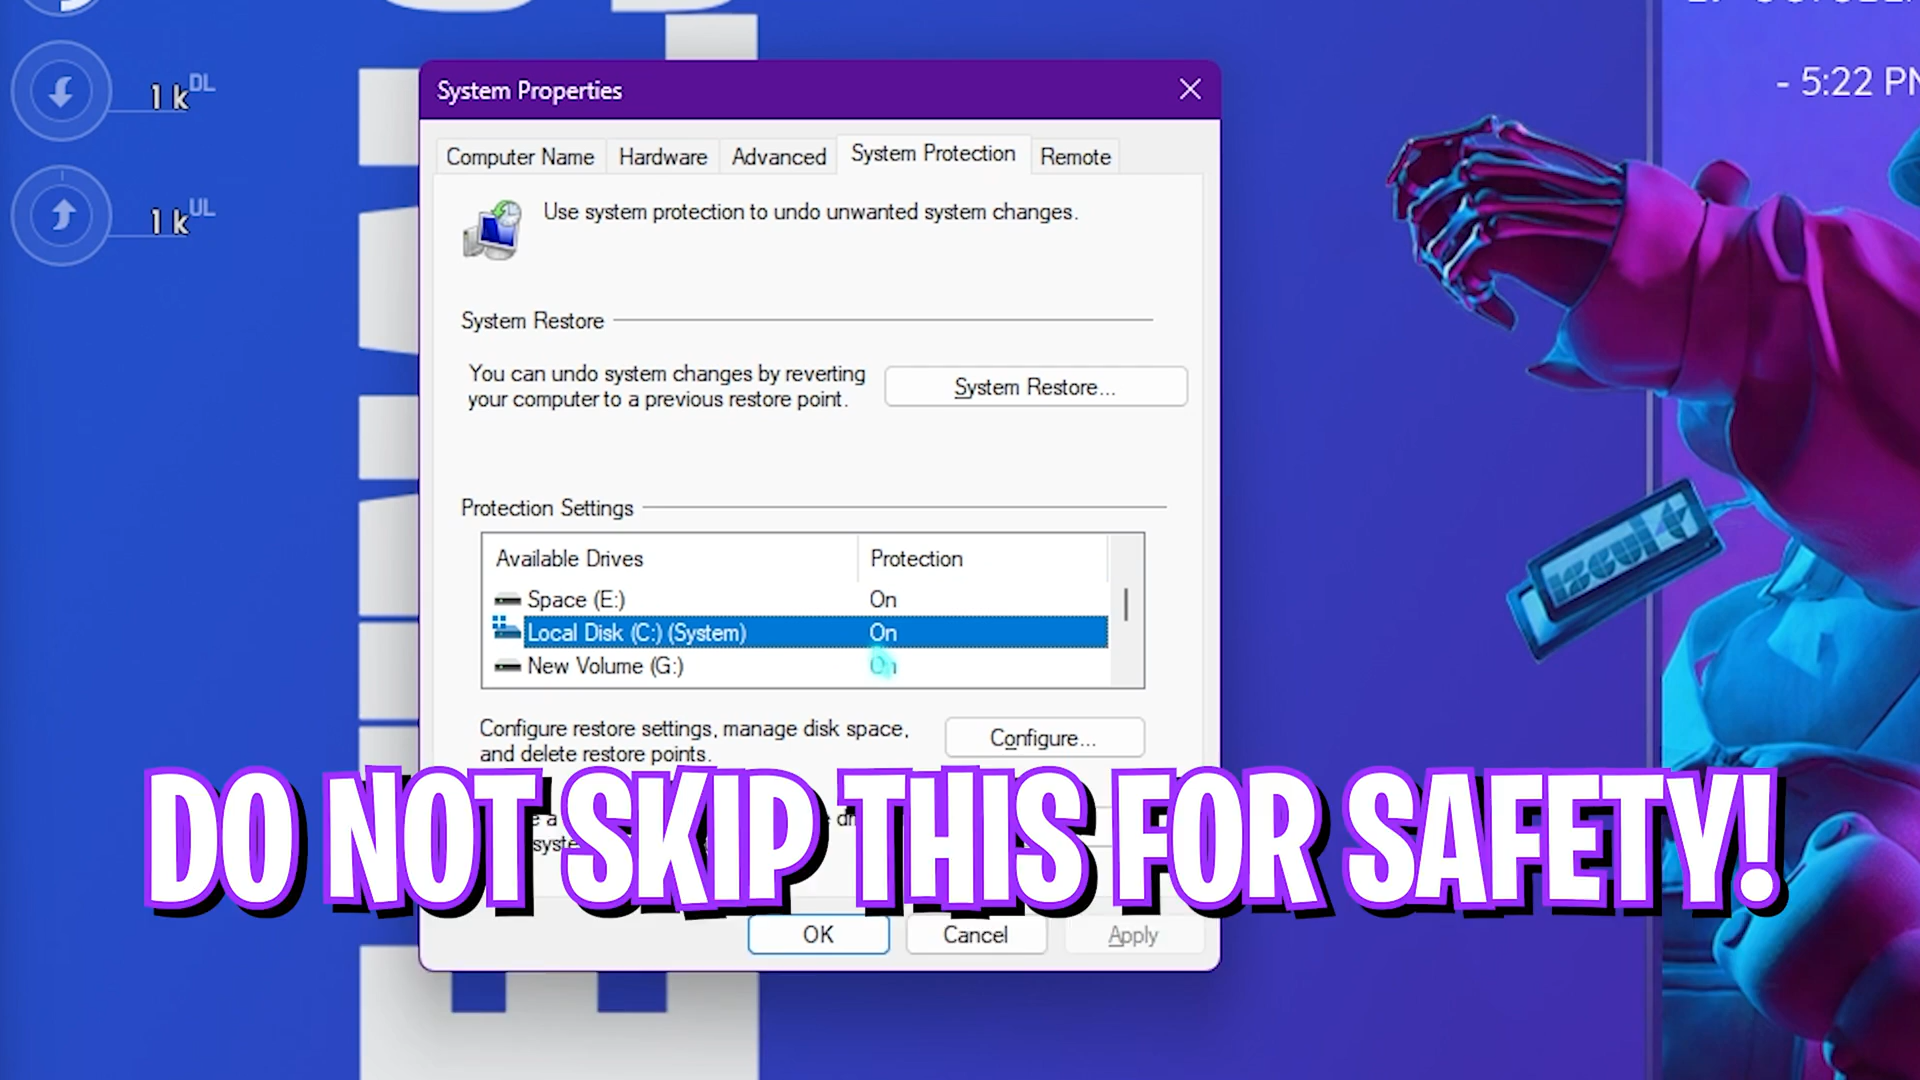 - 5:22 PM
1 k DL
1 k UL
System Properties
Computer Name
Hardware
Advanced
System Protection
Remote
Use system protection to undo unwanted system changes.
System Restore
You can undo system changes by reverting
your computer to a previous restore point.
System Restore...
Protection Settings
Available Drives
Protection
Space (E:)
On
Local Disk (C:) (System)
On
New Volume (G:)
On
Configure restore settings, manage disk space,
and delete restore points.
Configure...
DO NOT SKIP THIS FOR SAFETY!
OK
Cancel
Apply